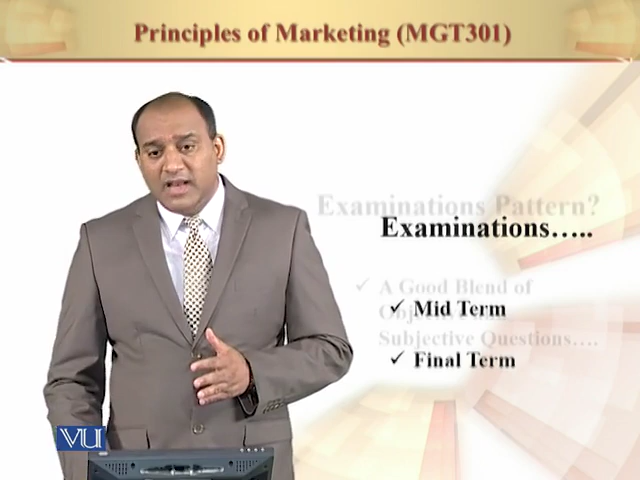 Principles of Marketing (MGT301)
Examinations Pattern?
Examinations…..
A Good Blend of
✓ Mid Term
Subjective Questions….
✓ Final Term
VU